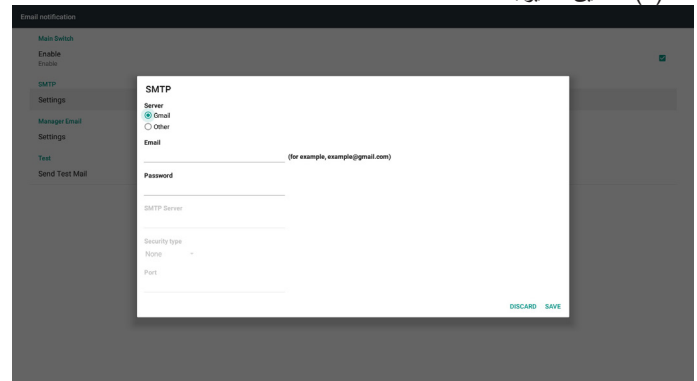 Email notification
Main Switch
Enable
Enable
SMTP
Settings
Manager Email
Settings
Test
Send Test Mail
SMTP
Server
Gmail
Other
Email
(for example, example@gmail.com)
Password
SMTP Server
Security type
None
Port
DISCARD SAVE